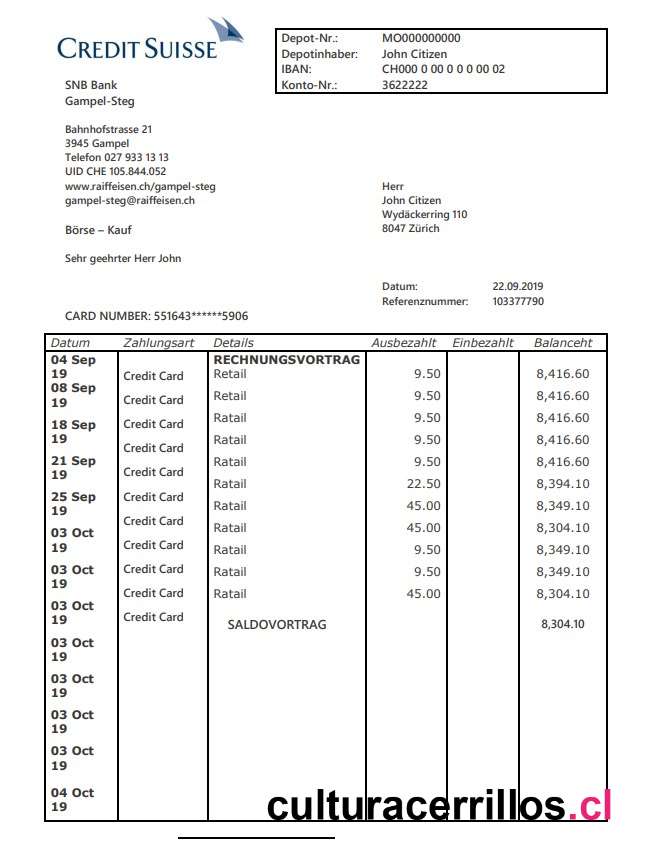 CREDIT SUISSE
Depot-Nr.: MO000000000
Depotinhaber: John Citizen
IBAN: CH000 0 00 0 0 0 00 02
Konto-Nr.: 3622222
SNB Bank
Gampel-Steg
Bahnhofstrasse 21
3945 Gampel
Telefon 027 933 13 13
UID CHE 105.844.052
www.raiffeisen.ch/gampel-steg
gampel-steg@raiffeisen.ch
Herr
John Citizen
Wydäckerring 110
8047 Zürich
Börse – Kauf
Sehr geehrter Herr John
Datum: 22.09.2019
Referenznummer: 103377790
CARD NUMBER: 551643******5906
Datum Zahlungsart Details Ausbezahlt Einbezahlt Balanceht
04 Sep RECHNUNGSVORTRAG
19 Credit Card Retail 9.50 8,416.60
08 Sep
19 Credit Card Retail 9.50 8,416.60
18 Sep Credit Card Ratail 9.50 8,416.60
19 Credit Card Ratail 9.50 8,416.60
21 Sep Credit Card Ratail 9.50 8,416.60
19 Ratail 22.50 8,394.10
25 Sep Credit Card
19 Credit Card Ratail 45.00 8,349.10
03 Oct Ratail 45.00 8,304.10
19 Credit Card Ratail 9.50 8,349.10
03 Oct Credit Card Ratail 9.50 8,349.10
19 Credit Card Ratail 45.00 8,304.10
03 Oct
19 Credit Card SALDOVORTRAG 8,304.10
03 Oct
19
03 Oct
19
03 Oct
19
03 Oct
19
04 Oct
19
culturacerrillos.cl